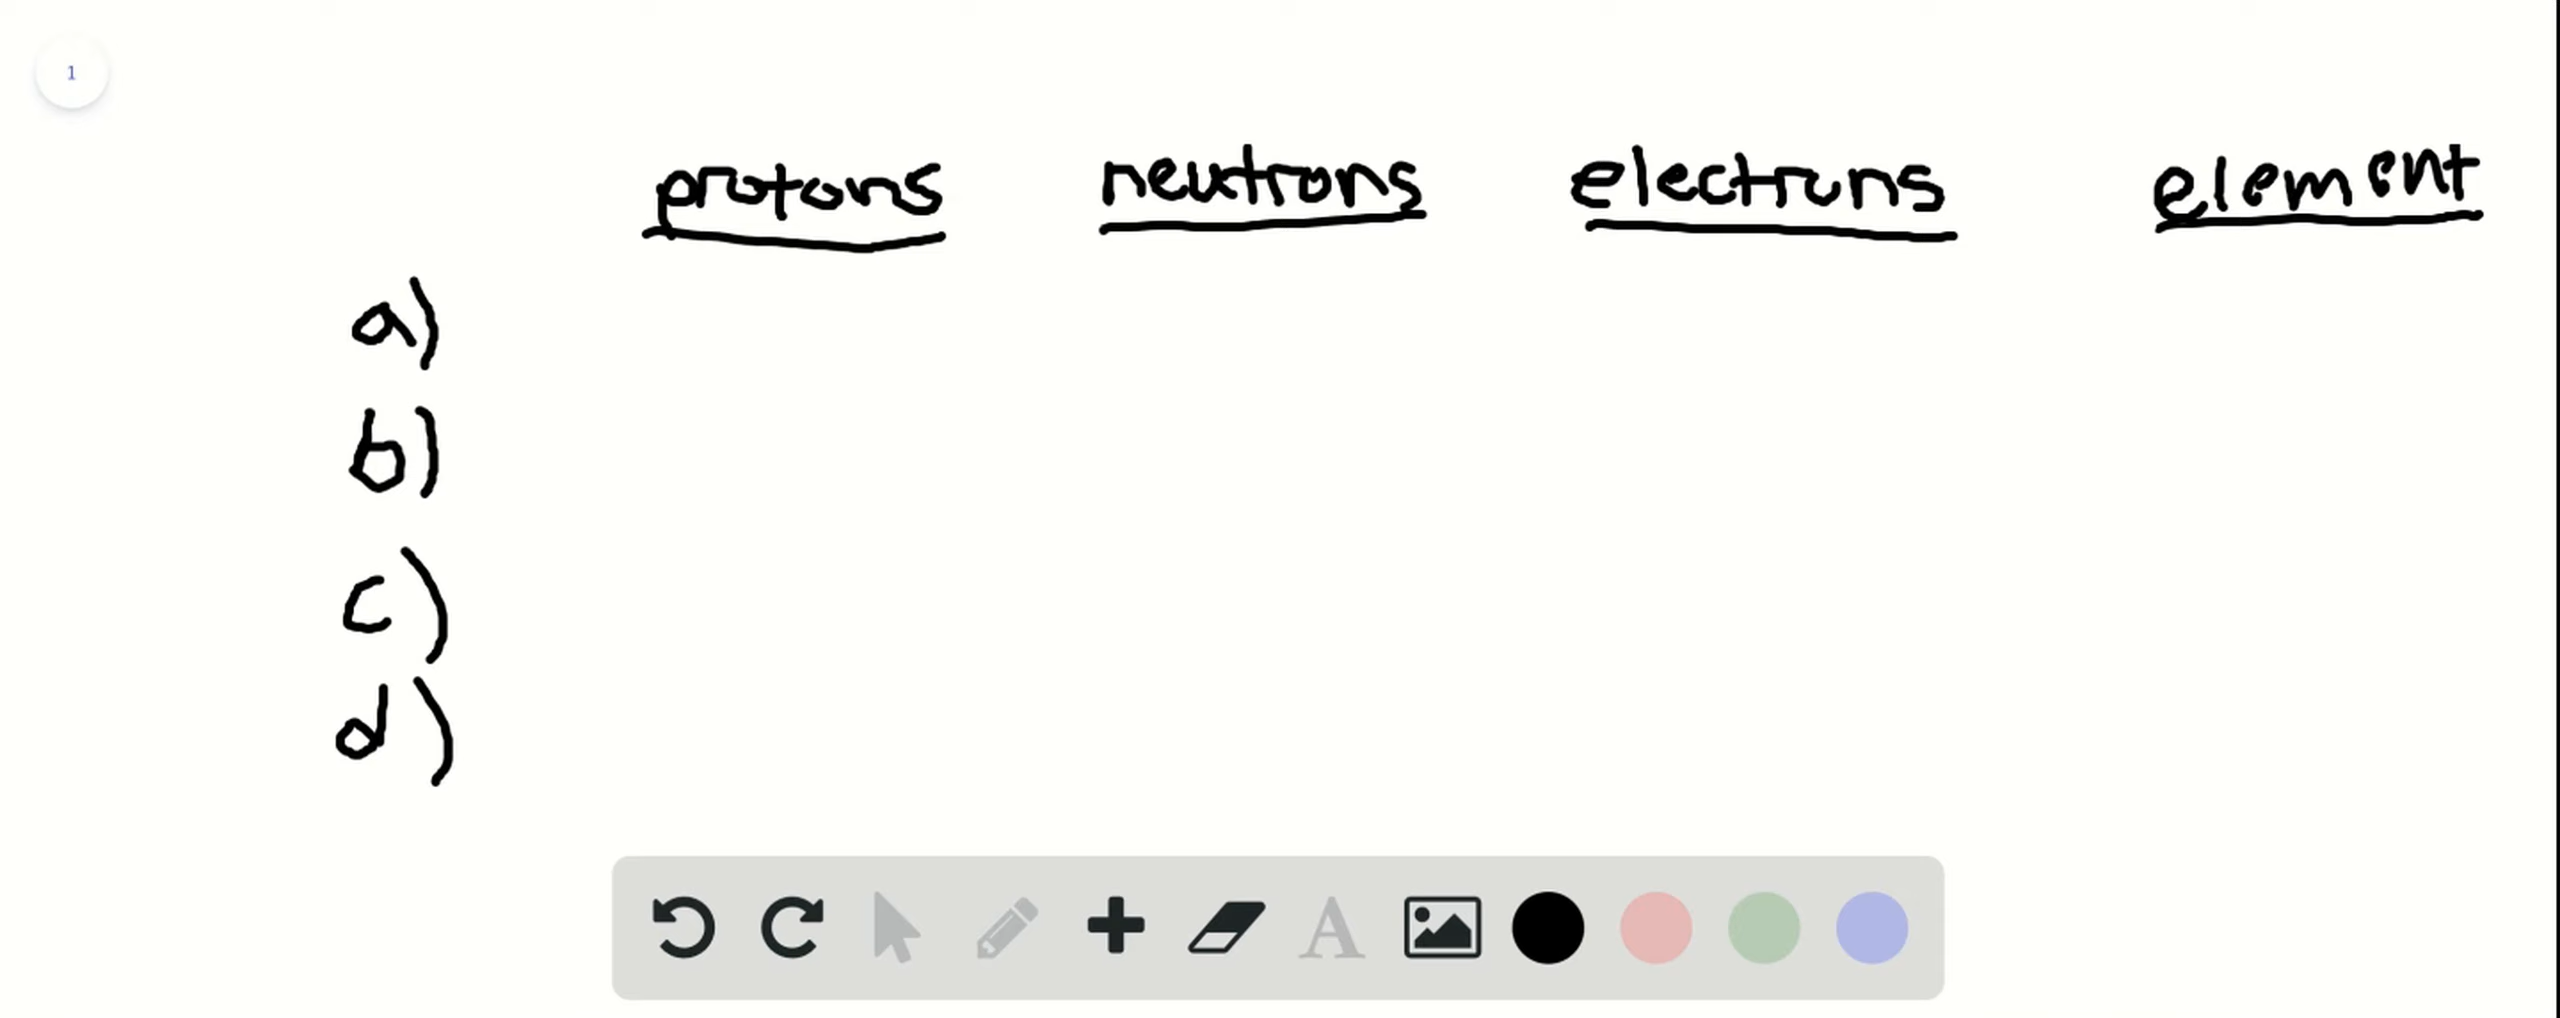 1
protons neutrons electrons element
a)
b)
c)
d)
A